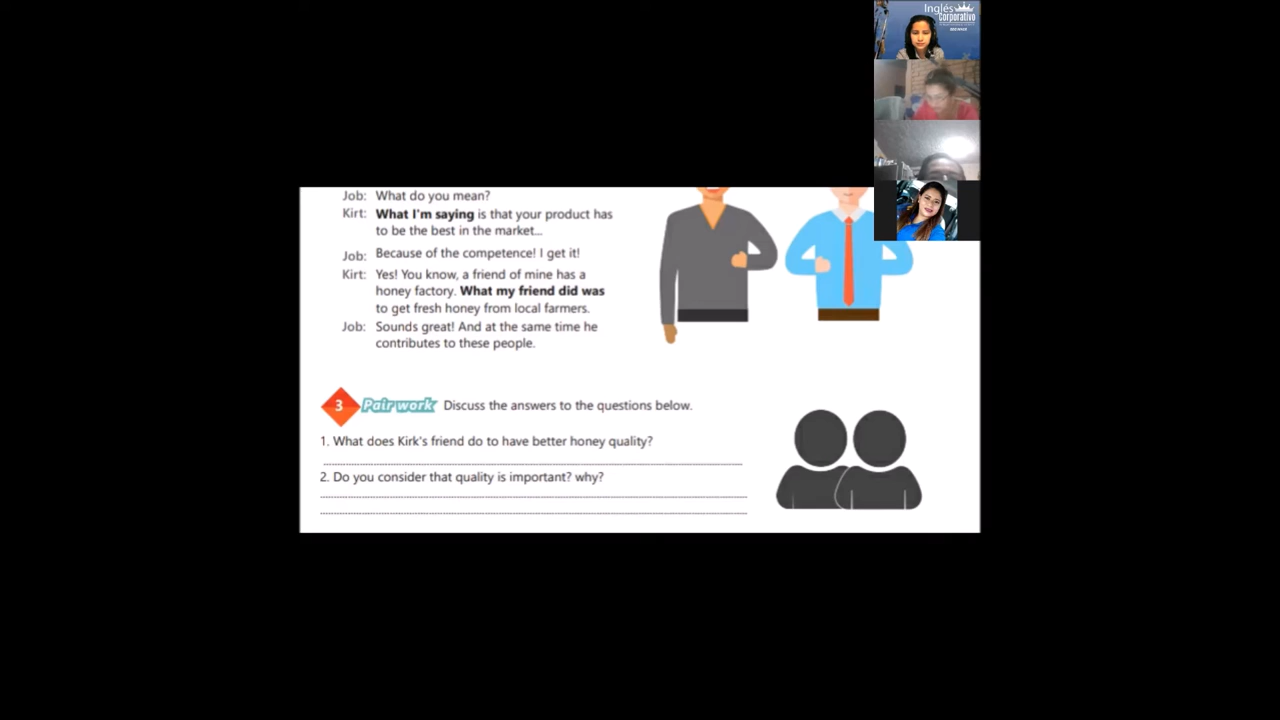 Inglés
Corporativo
Job: What do you mean?
Kirt: What I'm saying is that your product has
to be the best in the market...
Job: Because of the competence! I get it!
Kirt: Yes! You know, a friend of mine has a
honey factory. What my friend did was
to get fresh honey from local farmers.
Job: Sounds great! And at the same time he
contributes to these people.
3 Pair work Discuss the answers to the questions below.
1. What does Kirk's friend do to have better honey quality?
2. Do you consider that quality is important? why?